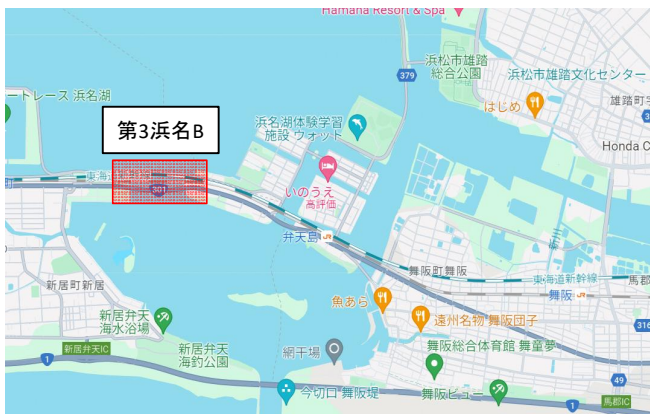 Hamana Resort & Spa
379
浜松市雄踏
総合公園
浜松市雄踏文化センター
ートレース 浜名湖
はじめ
雄踏町宇
浜名湖体験学習
施設 ウォット
第3浜名B
Honda C
301
いのうえ
高評価
弁天島
舞阪町舞阪
東海道新幹線
馬郡
舞阪
新居町新居
魚あら
新居弁天
海水浴場
遠州名物 舞阪団子
316
新居弁天IC
新居弁天
海釣公園
網干場
舞阪総合体育館 舞童夢
1
今切口 舞阪堤
舞阪ビュー
49
1
馬郡IC